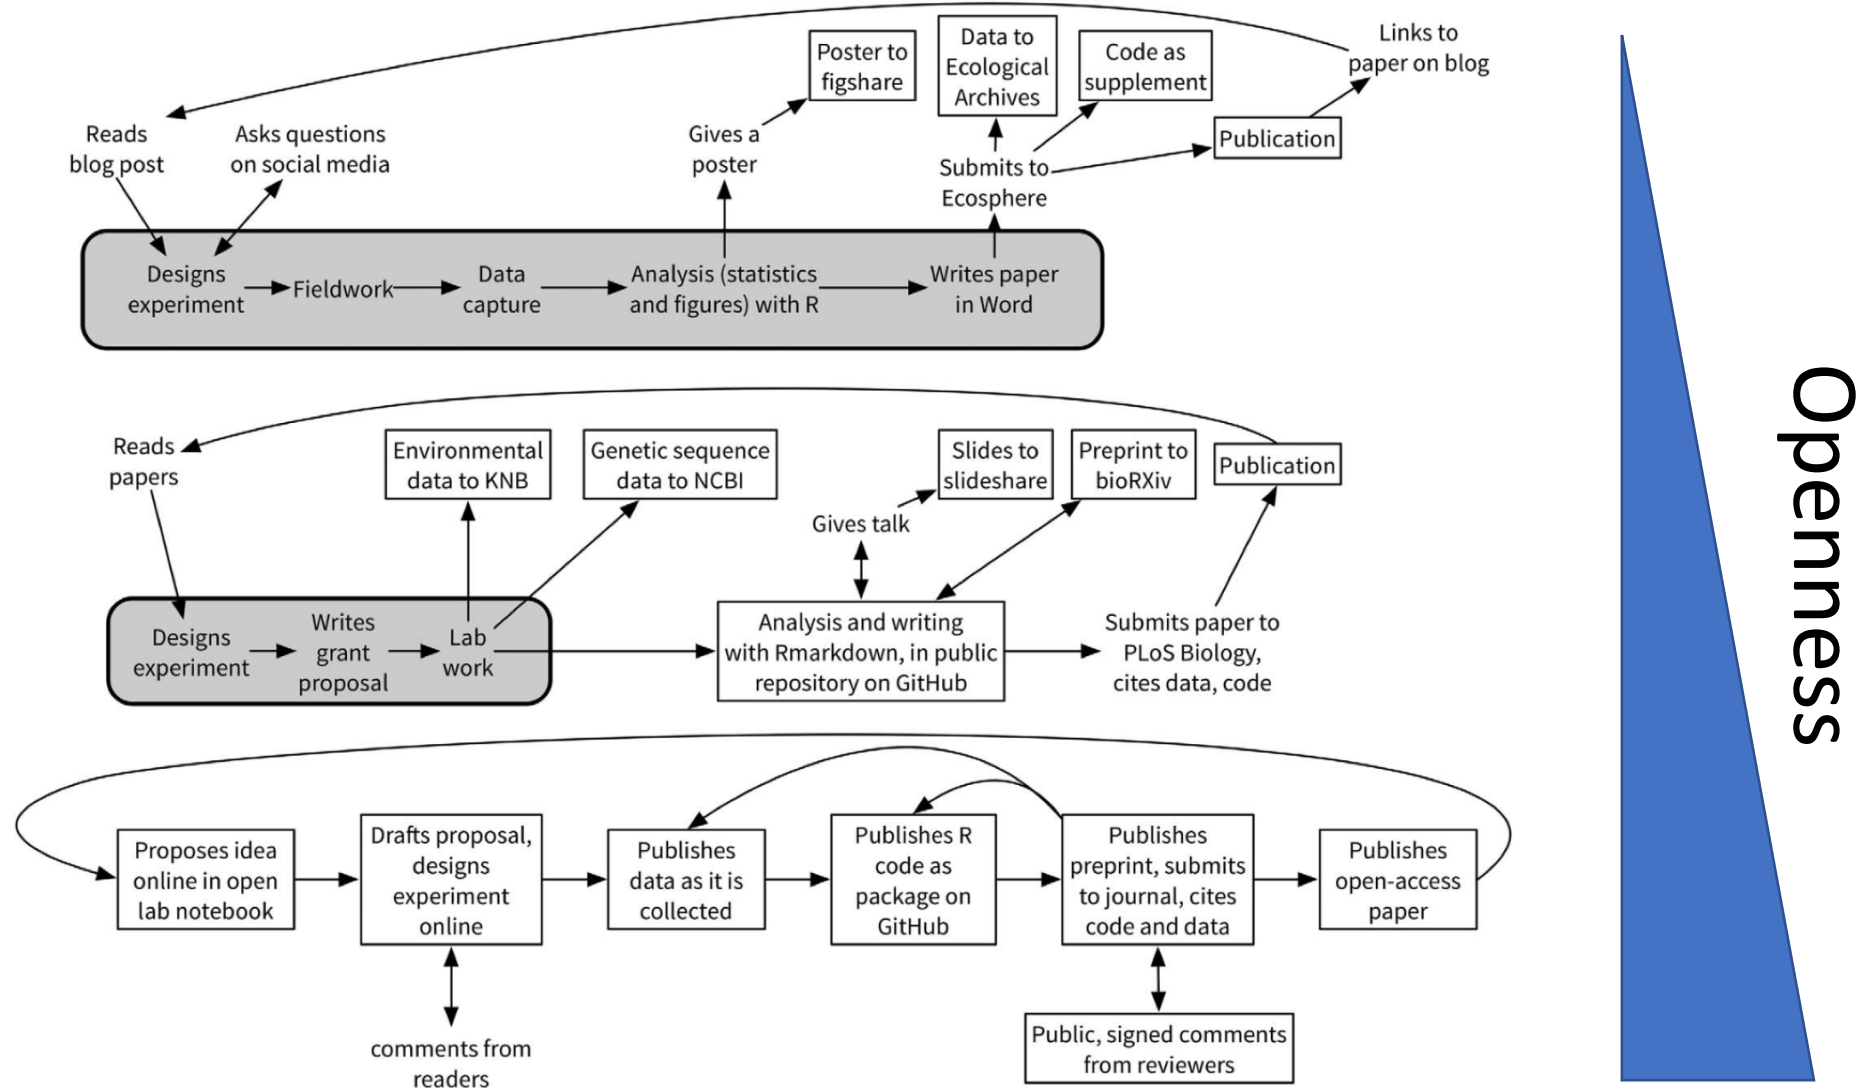 Links to
paper on blog
Poster to
figshare
Data to
Ecological
Archives
Code as
supplement
Publication
Reads
blog post
Asks questions
on social media
Gives a
poster
Submits to
Ecosphere
Designs
experiment
Fieldwork
Data
capture
Analysis (statistics
and figures) with R
Writes paper
in Word
Reads
papers
Environmental
data to KNB
Genetic sequence
data to NCBI
Slides to
slideshare
Preprint to
bioRXiv
Publication
Gives talk
Designs
experiment
Writes
grant
proposal
Lab
work
Analysis and writing
with Rmarkdown, in public
repository on GitHub
Submits paper to
PLoS Biology,
cites data, code
Proposes idea
online in open
lab notebook
Drafts proposal,
designs
experiment
online
Publishes
data as it is
collected
Publishes R
code as
package on
GitHub
Publishes
preprint, submits
to journal, cites
code and data
Publishes
open-access
paper
comments from
readers
Public, signed comments
from reviewers
Openness